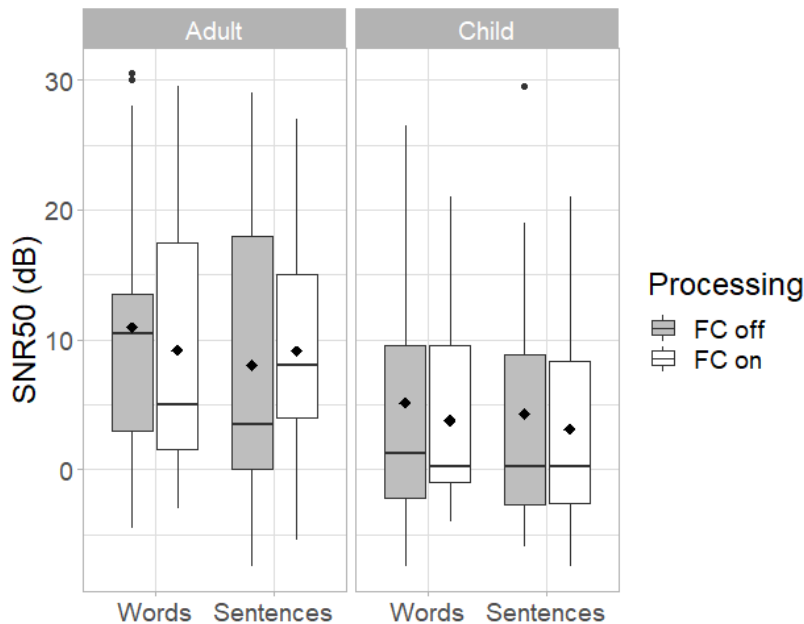 Adult Child
30
20
10
0
SNR50 (dB)
Words Sentences Words Sentences
Processing
FC off
FC on